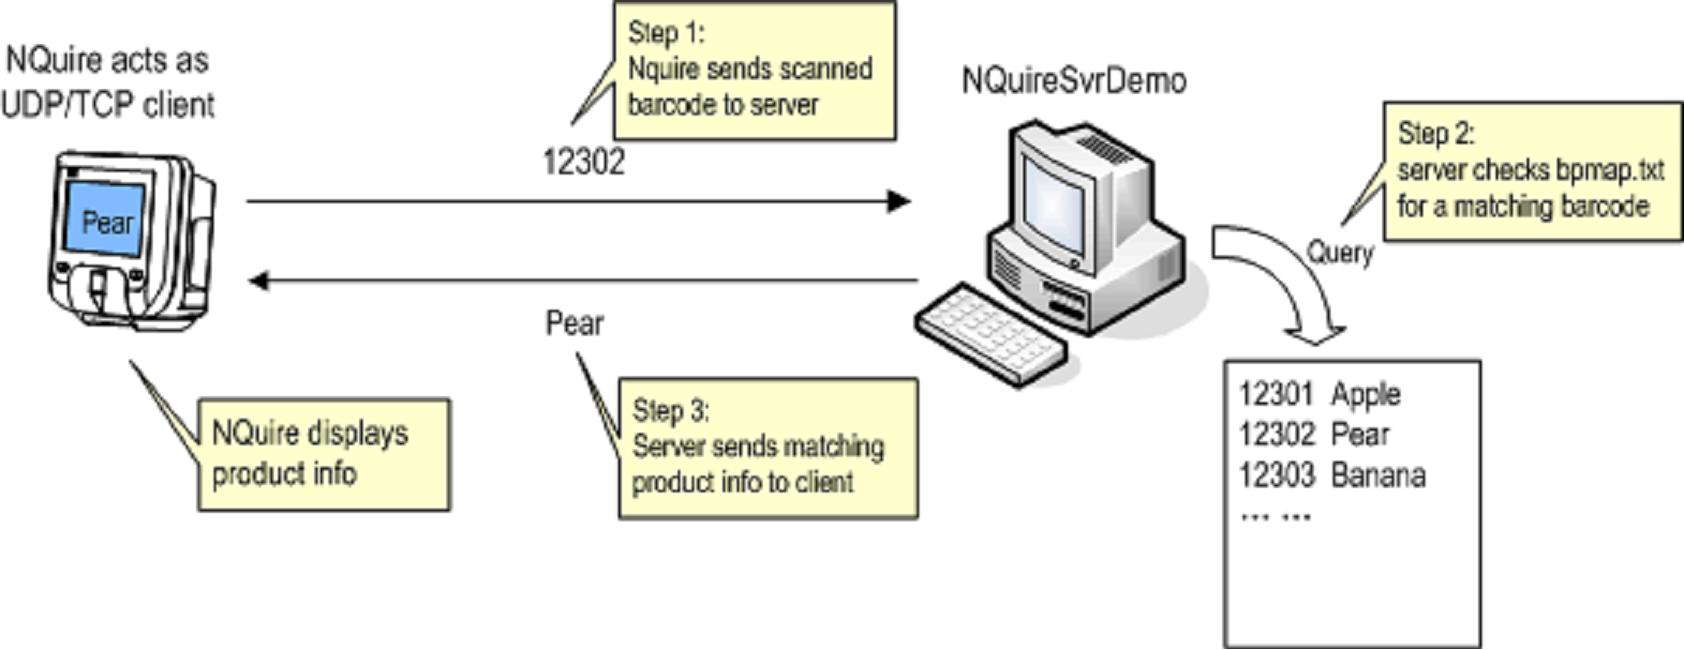 NQuire acts as
UDP/TCP client
Pear
Step 1:
Nquire sends scanned
barcode to server
12302
NQuireSvrDemo
Step 2:
server checks bpmap.txt
for a matching barcode
Query
Pear
Step 3:
Server sends matching
product info to client
NQuire displays
product info
12301 Apple
12302 Pear
12303 Banana
... ...